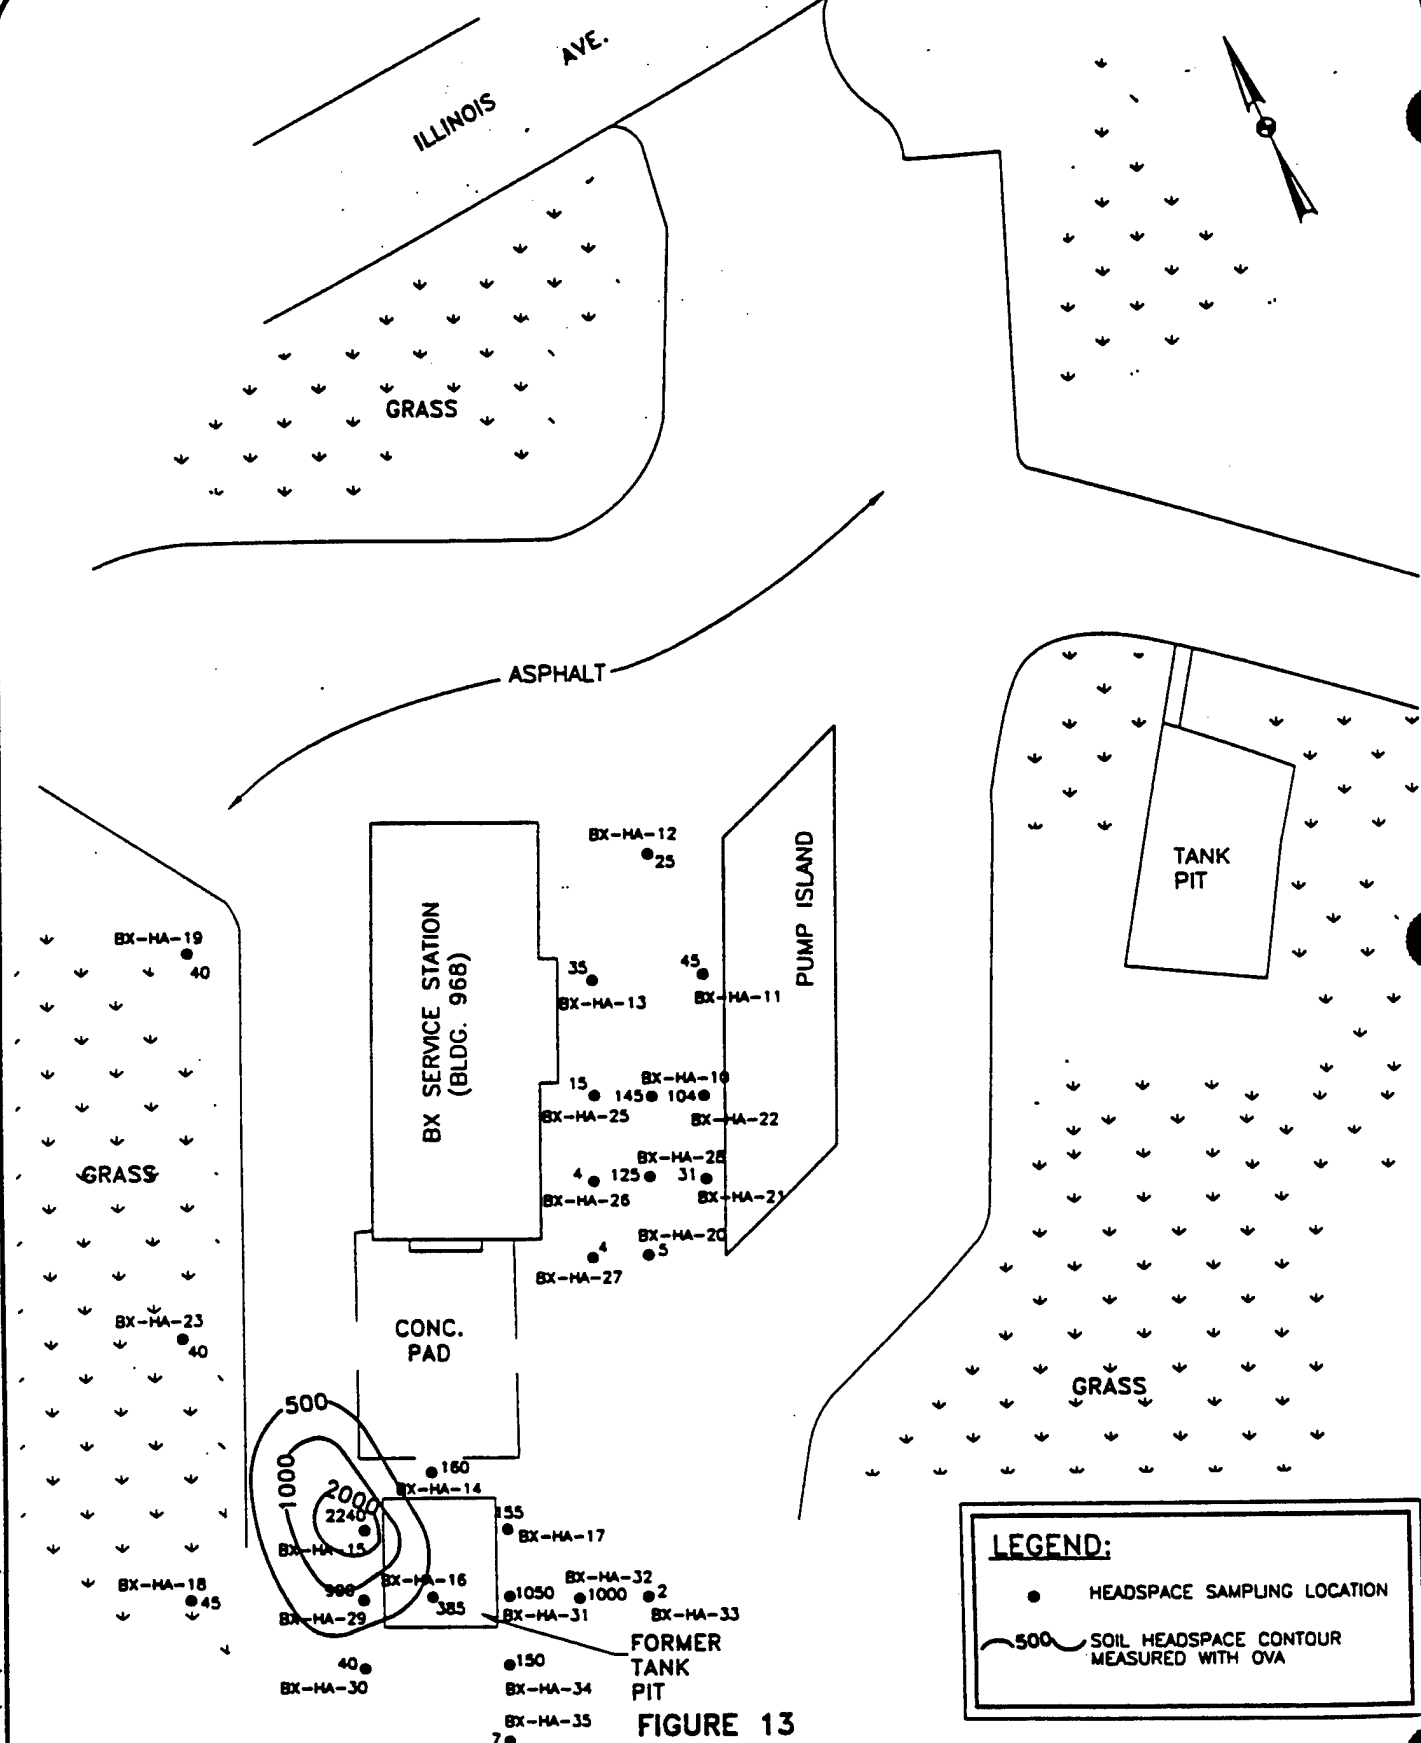 AVE.
ILLINOIS
GRASS
ASPHALT
BX-HA-12
25
PUMP ISLAND
TANK
PIT
BX SERVICE STATION
(BLDG. 968)
BX-HA-19
40
35
BX-HA-13
45
BX-HA-11
15
BX-HA-25
145
BX-HA-10
104
BX-HA-22
GRASS
4
BX-HA-26
125
BX-HA-28
31
BX-HA-21
4
BX-HA-27
BX-HA-20
5
BX-HA-23
40
CONC.
PAD
GRASS
500
1000
2000
2240
BX-HA-15
160
BX-HA-14
155
BX-HA-17
BX-HA-18
45
BX-HA-29
BX-HA-16
385
1050
BX-HA-31
BX-HA-32
1000
2
BX-HA-33
40
BX-HA-30
150
BX-HA-34
FORMER
TANK
PIT
BX-HA-35
7
FIGURE 13
LEGEND:
HEADSPACE SAMPLING LOCATION
500
SOIL HEADSPACE CONTOUR
MEASURED WITH OVA